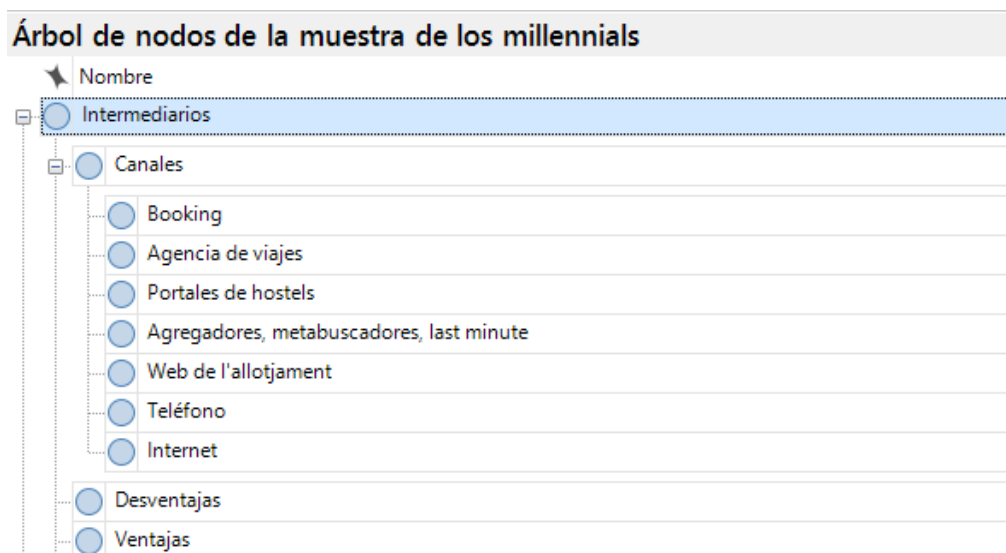 Árbol de nodos de la muestra de los millennials
Nombre
Intermediarios
Canales
Booking
Agencia de viajes
Portales de hostels
Agregadores, metabuscadores, last minute
Web de l'allotjament
Teléfono
Internet
Desventajas
Ventajas